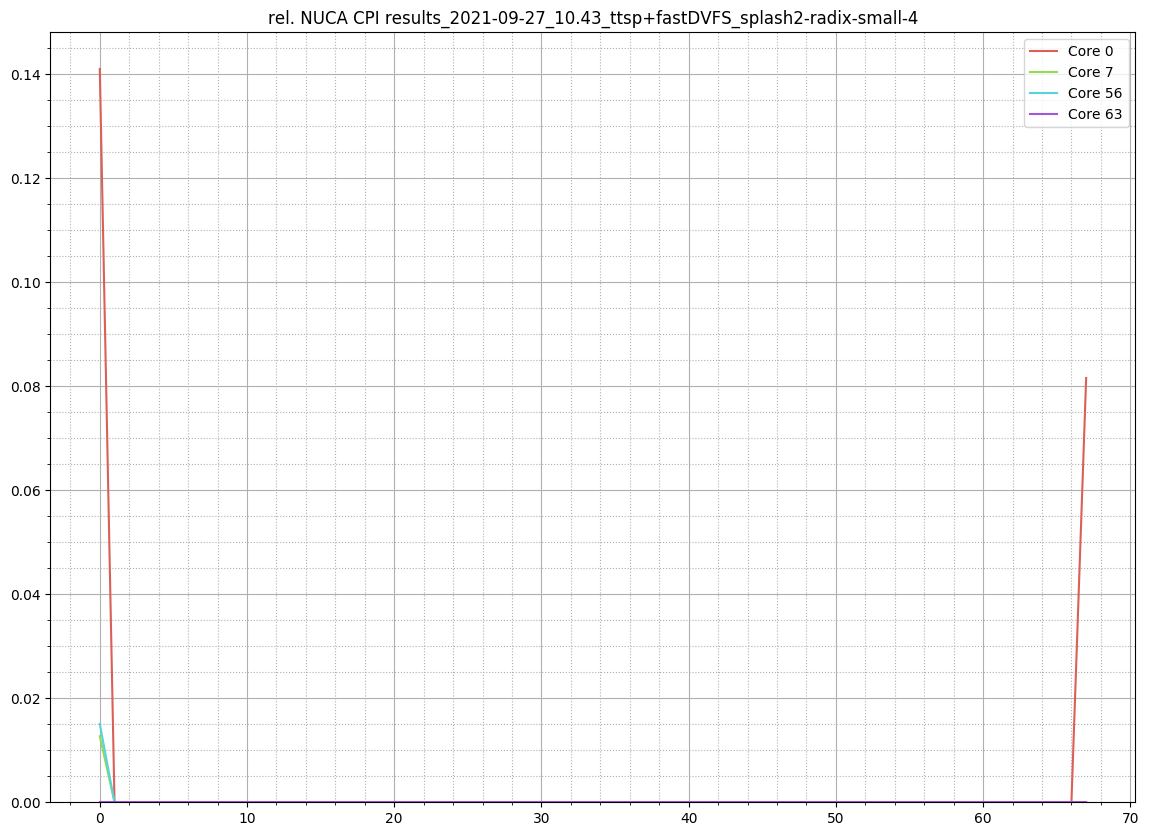 rel. NUCA CPI results_2021-09-27_10.43_ttsp+fastDVFS_splash2-radix-small-4
Core 0
Core 7
Core 56
Core 63
0.14
0.12
0.10
0.08
0.06
0.04
0.02
0.00
0 10 20 30 40 50 60 70